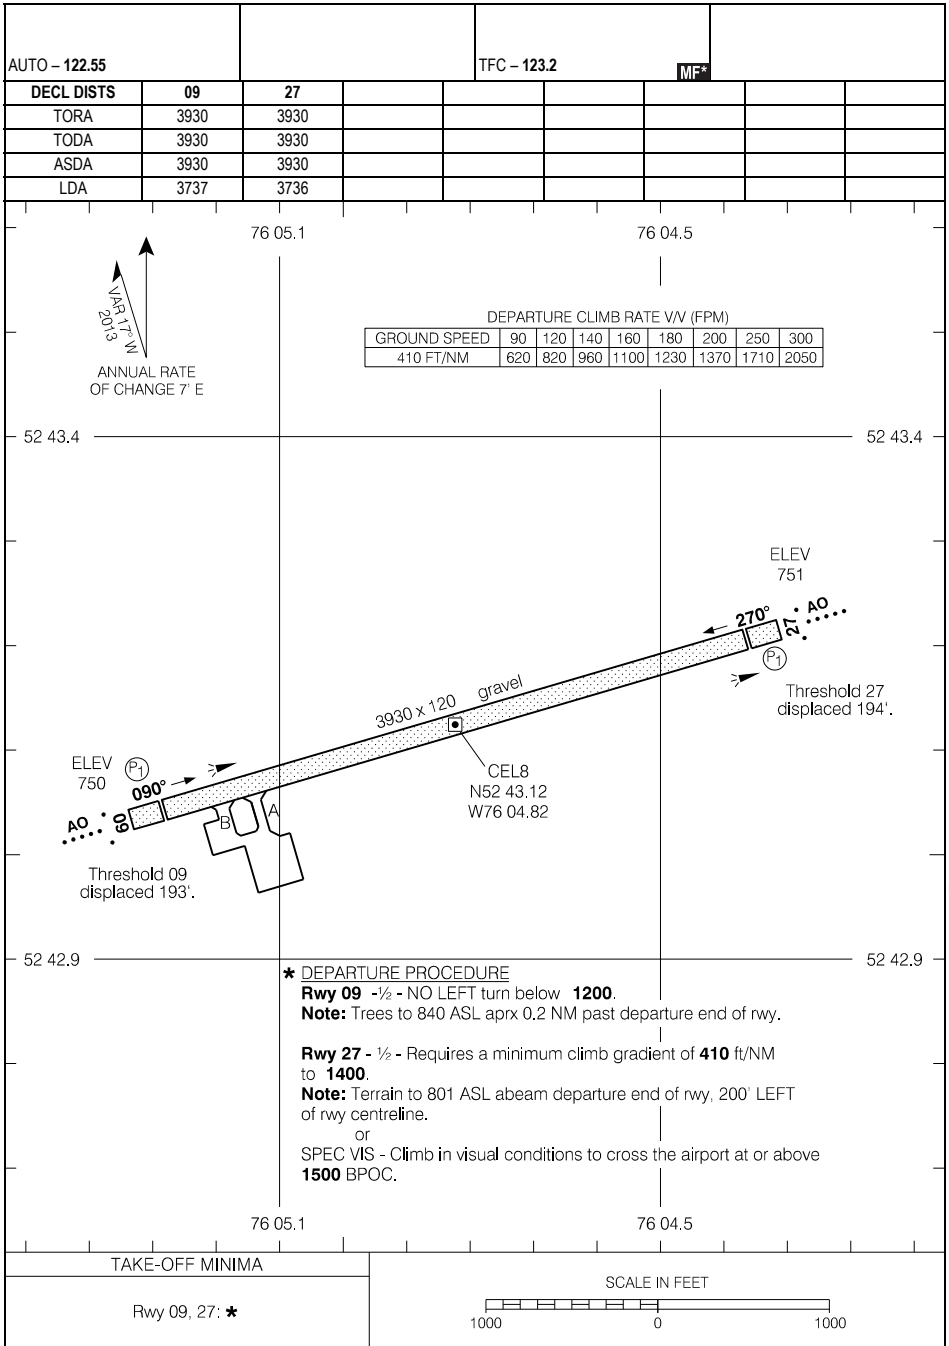 AUTO – 122.55
TFC – 123.2
MF*
DECL DISTS 09 27
TORA 3930 3930
TODA 3930 3930
ASDA 3930 3930
LDA 3737 3736
76 05.1 76 04.5
VAR 17° W
2013
ANNUAL RATE
OF CHANGE 7' E
DEPARTURE CLIMB RATE V/V (FPM)
GROUND SPEED 90 120 140 160 180 200 250 300
410 FT/NM 620 820 960 1100 1230 1370 1710 2050
52 43.4 52 43.4
ELEV
751
AO
270°
27
P1
Threshold 27
displaced 194'.
3930 x 120 gravel
CEL8
N52 43.12
W76 04.82
ELEV
750
P1
090°
09
AO
B
A
Threshold 09
displaced 193'.
52 42.9 52 42.9
* DEPARTURE PROCEDURE
Rwy 09 -½ - NO LEFT turn below 1200.
Note: Trees to 840 ASL aprx 0.2 NM past departure end of rwy.
Rwy 27 - ½ - Requires a minimum climb gradient of 410 ft/NM
to 1400.
Note: Terrain to 801 ASL abeam departure end of rwy, 200' LEFT
of rwy centreline.
or
SPEC VIS - Climb in visual conditions to cross the airport at or above
1500 BPOC.
76 05.1 76 04.5
TAKE-OFF MINIMA
Rwy 09, 27: *
SCALE IN FEET
1000 0 1000